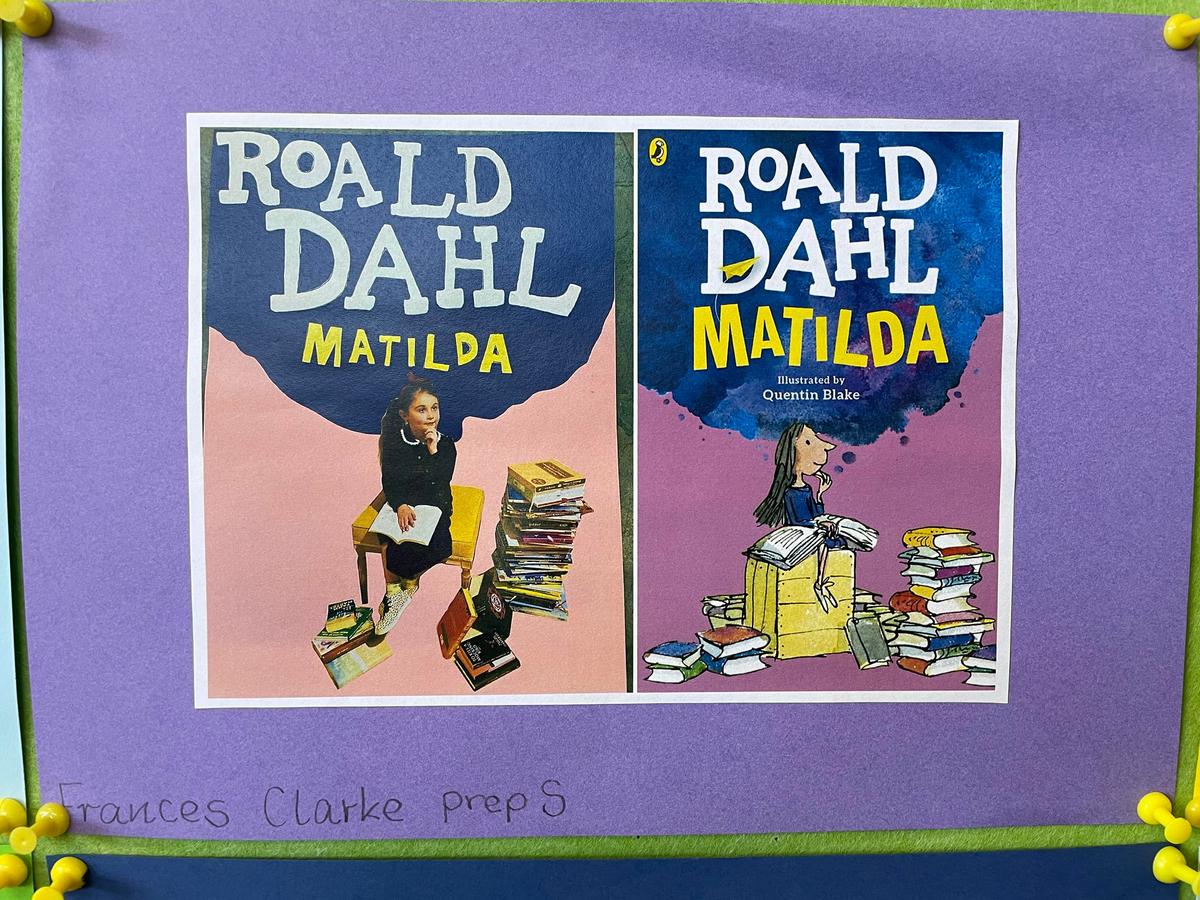 ROALD
DAHL
MATILDA
ROALD
DAHL
MATILDA
Illustrated by
Quentin Blake
Frances Clarke prep S